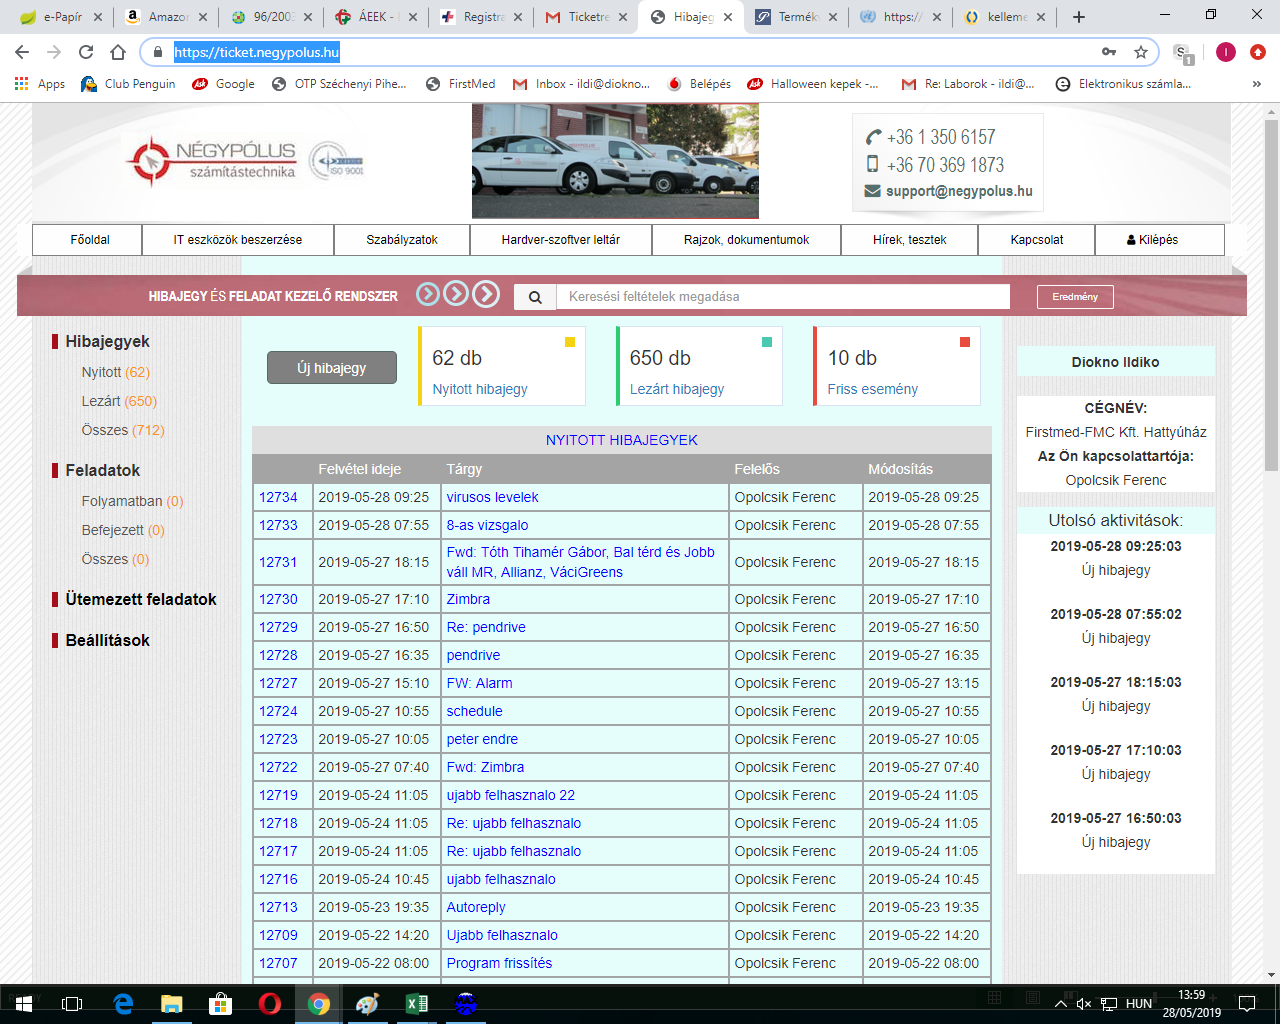 e-Papír
Amazon
96/2003
ÁEEK -
Registra
Ticketre
Hibajeg
Termék
https://
kelleme
https://ticket.negypolus.hu
Apps
Club Penguin
Google
OTP Széchenyi Pihe...
FirstMed
Inbox - ildi@diokno...
Belépés
Halloween kepek -...
Re: Laborok - ildi@...
Elektronikus számla...
»
NÉGYPÓLUS
számítástechnika
ISO 9001
+36 1 350 6157
+36 70 369 1873
support@negypolus.hu
Főoldal
IT eszközök beszerzése
Szabályzatok
Hardver-szoftver leltár
Rajzok, dokumentumok
Hírek, tesztek
Kapcsolat
Kilépés
HIBAJEGY ÉS FELADAT KEZELŐ RENDSZER
Keresési feltételek megadása
Eredmény
Hibajegyek
Nyitott (62)
Lezárt (650)
Összes (712)
Feladatok
Folyamatban (0)
Befejezett (0)
Összes (0)
Ütemezett feladatok
Beállítások
Új hibajegy
62 db
Nyitott hibajegy
650 db
Lezárt hibajegy
10 db
Friss esemény
NYITOTT HIBAJEGYEK
Felvétel ideje Tárgy Felelős Módosítás
12734 2019-05-28 09:25 virusos levelek Opolcsik Ferenc 2019-05-28 09:25
12733 2019-05-28 07:55 8-as vizsgalo Opolcsik Ferenc 2019-05-28 07:55
12731 2019-05-27 18:15 Fwd: Tóth Tihamér Gábor, Bal térd és Jobb
váll MR, Allianz, VáciGreens Opolcsik Ferenc 2019-05-27 18:15
12730 2019-05-27 17:10 Zimbra Opolcsik Ferenc 2019-05-27 17:10
12729 2019-05-27 16:50 Re: pendrive Opolcsik Ferenc 2019-05-27 16:50
12728 2019-05-27 16:35 pendrive Opolcsik Ferenc 2019-05-27 16:35
12727 2019-05-27 15:10 FW: Alarm Opolcsik Ferenc 2019-05-27 13:15
12724 2019-05-27 10:55 schedule Opolcsik Ferenc 2019-05-27 10:55
12723 2019-05-27 10:05 peter endre Opolcsik Ferenc 2019-05-27 10:05
12722 2019-05-27 07:40 Fwd: Zimbra Opolcsik Ferenc 2019-05-27 07:40
12719 2019-05-24 11:05 ujabb felhasznalo 22 Opolcsik Ferenc 2019-05-24 11:05
12718 2019-05-24 11:05 Re: ujabb felhasznalo Opolcsik Ferenc 2019-05-24 11:05
12717 2019-05-24 11:05 Re: ujabb felhasznalo Opolcsik Ferenc 2019-05-24 11:05
12716 2019-05-24 10:45 ujabb felhasznalo Opolcsik Ferenc 2019-05-24 10:45
12713 2019-05-23 19:35 Autoreply Opolcsik Ferenc 2019-05-23 19:35
12709 2019-05-22 14:20 Ujabb felhasznalo Opolcsik Ferenc 2019-05-22 14:20
12707 2019-05-22 08:00 Program frissítés Opolcsik Ferenc 2019-05-22 08:00
Diokno Ildiko
CÉGNÉV:
Firstmed-FMC Kft. Hattyúház
Az Ön kapcsolattartója:
Opolcsik Ferenc
Utolsó aktivitások:
2019-05-28 09:25:03
Új hibajegy
2019-05-28 07:55:02
Új hibajegy
2019-05-27 18:15:03
Új hibajegy
2019-05-27 17:10:03
Új hibajegy
2019-05-27 16:50:03
Új hibajegy
HUN
13:59
28/05/2019